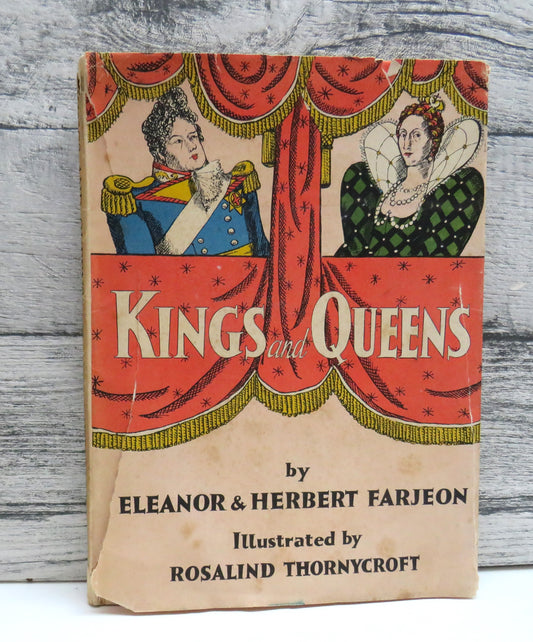 KINGS and QUEENS
by
ELEANOR & HERBERT FARJEON
Illustrated by
ROSALIND THORNYCROFT